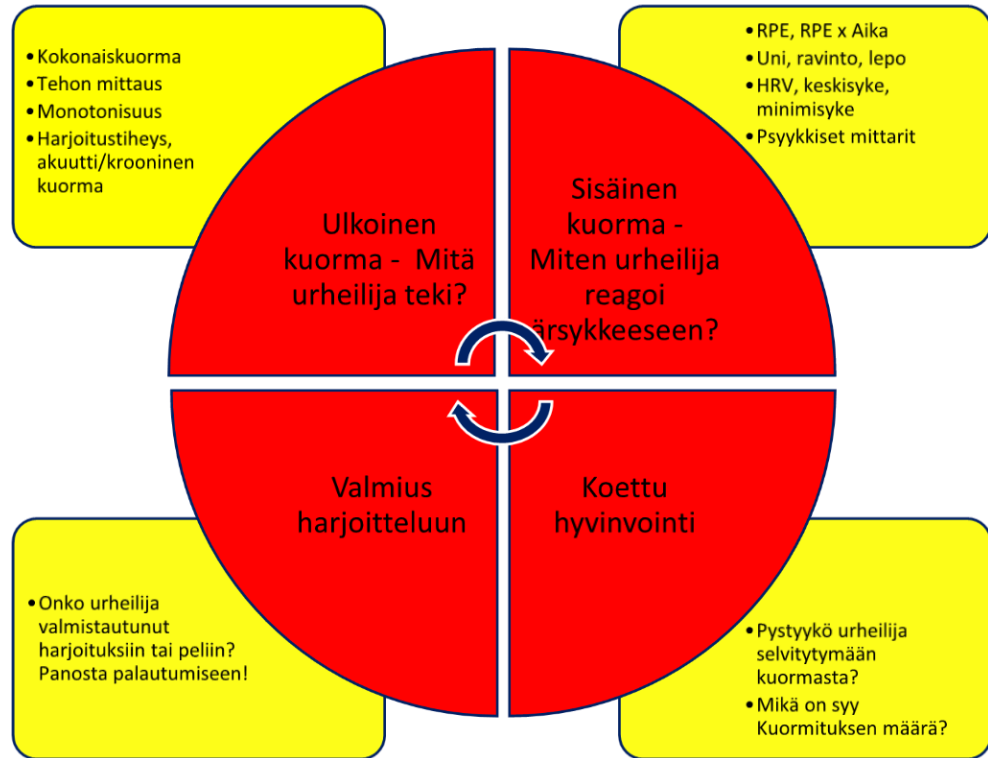 •Kokonaiskuorma
•Tehon mittaus
•Monotonisuus
•Harjoitustiheys,
akuutti/krooninen
kuorma
•RPE, RPE x Aika
•Uni, ravinto, lepo
•HRV, keskisyke,
minimisyke
•Psyykkiset mittarit
Ulkoinen
kuorma - Mitä
urheilija teki?
Sisäinen
kuorma -
Miten urheilija
reagoi
ärsykkeeseen?
Valmius
harjoitteluun
Koettu
hyvinvointi
•Onko urheilija
valmistautunut
harjoituksiin tai peliin?
Panosta palautumiseen!
•Pystyykö urheilija
selvitytymään
kuormasta?
•Mikä on syy
Kuormituksen määrä?